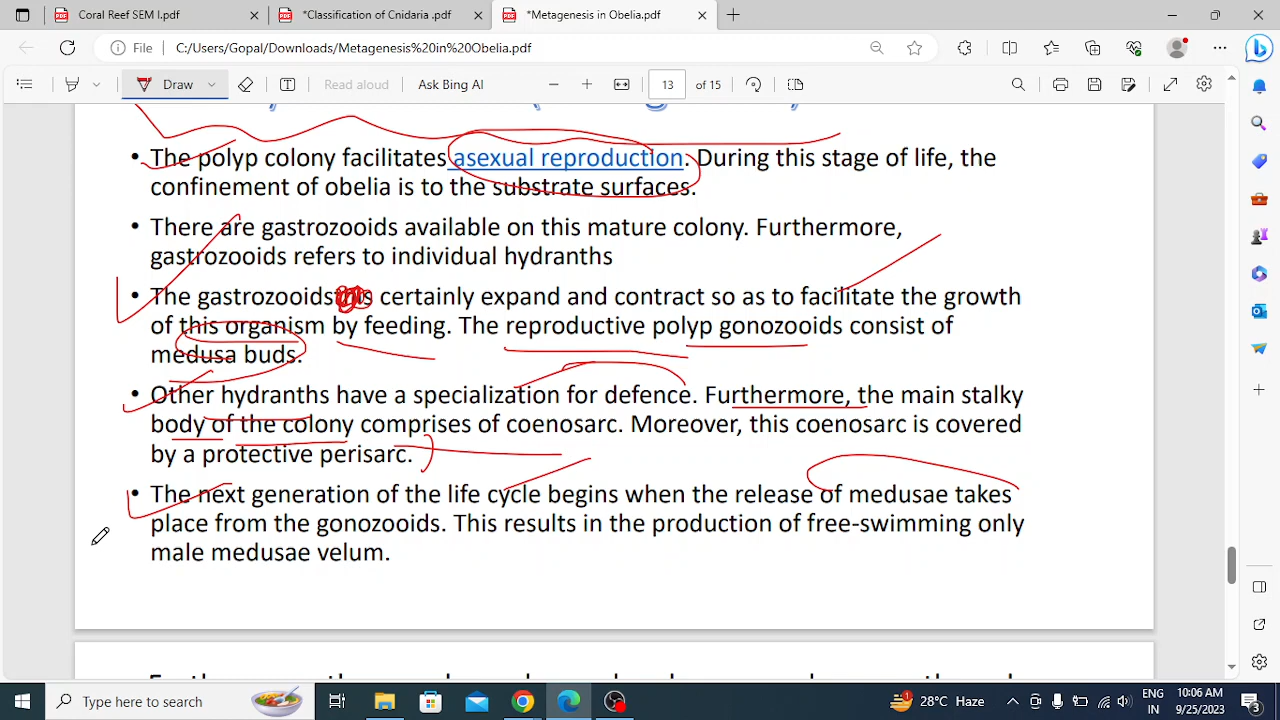 Coral Reef SEM I.pdf
*Classification of Cnidaria .pdf
*Metagenesis in Obelia.pdf
File
C:/Users/Gopal/Downloads/Metagenesis%20in%20Obelia.pdf
Draw
Read aloud
Ask Bing AI
13 of 15
• The polyp colony facilitates asexual reproduction. During this stage of life, the
confinement of obelia is to the substrate surfaces.
• There are gastrozooids available on this mature colony. Furthermore,
gastrozooids refers to individual hydranths
• The gastrozooids certainly expand and contract so as to facilitate the growth
of this organism by feeding. The reproductive polyp gonozooids consist of
medusa buds.
• Other hydranths have a specialization for defence. Furthermore, the main stalky
body of the colony comprises of coenosarc. Moreover, this coenosarc is covered
by a protective perisarc.
• The next generation of the life cycle begins when the release of medusae takes
place from the gonozooids. This results in the production of free-swimming only
male medusae velum.
Type here to search
28°C Haze
ENG
IN
10:06 AM
9/25/2023